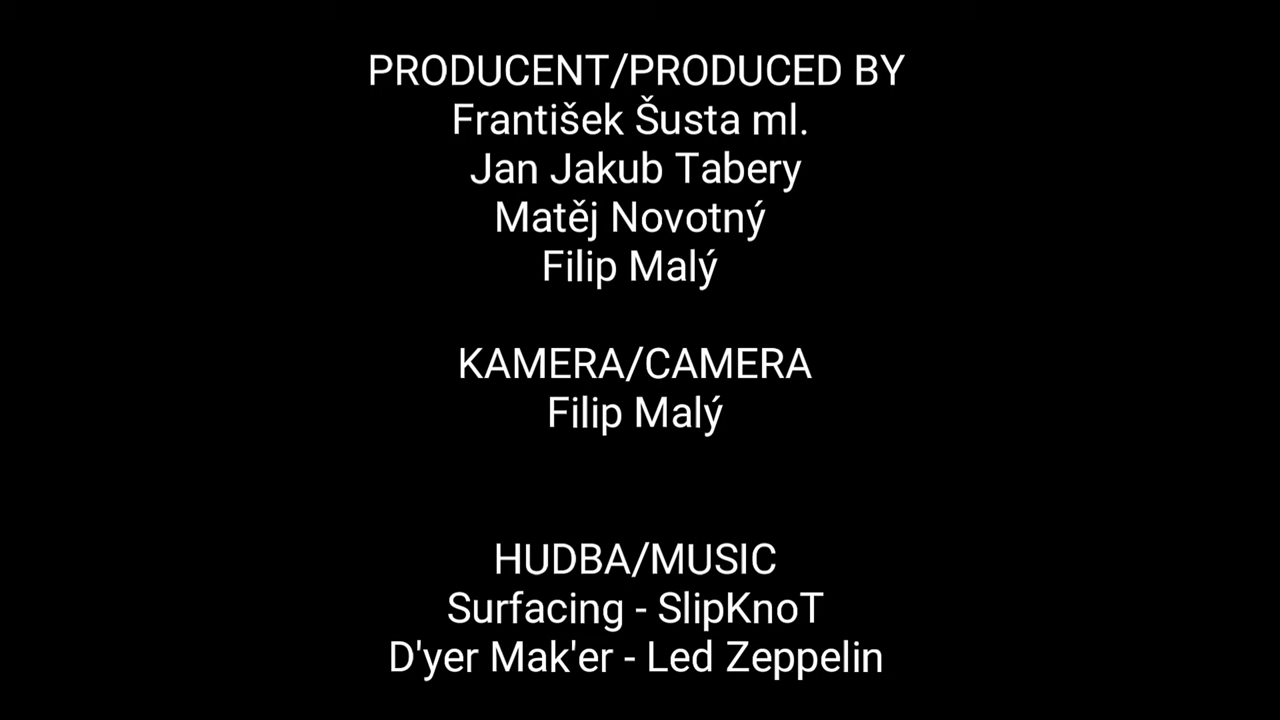 PRODUCENT/PRODUCED BY
František Šusta ml.
Jan Jakub Tabery
Matěj Novotný
Filip Malý
KAMERA/CAMERA
Filip Malý
HUDBA/MUSIC
Surfacing - SlipKnoT
D'yer Mak'er - Led Zeppelin